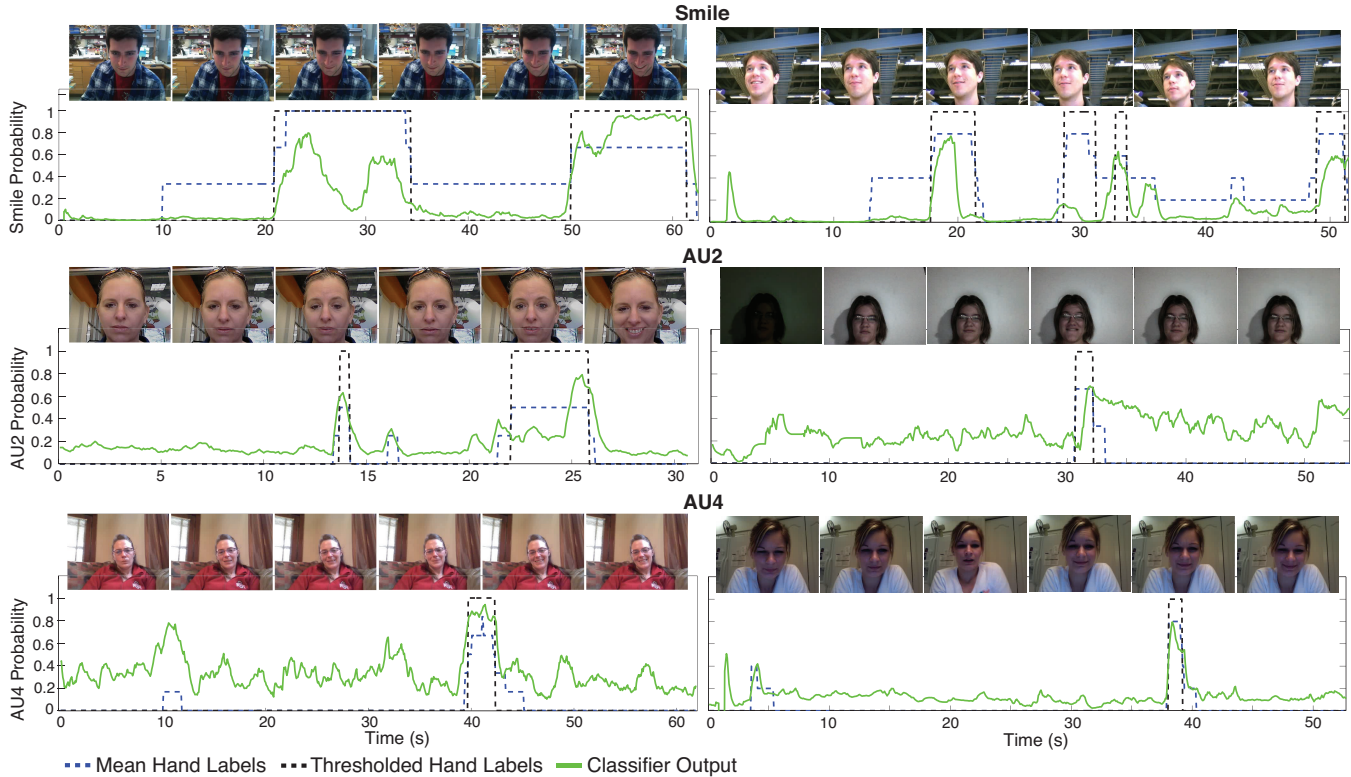 Smile
Smile Probability
1
0.8
0.6
0.4
0.2
0
0 10 20 30 40 50 60
0 10 20 30 40 50
AU2
AU2 Probability
1
0.8
0.6
0.4
0.2
0
0 5 10 15 20 25 30
0 10 20 30 40 50
AU4
AU4 Probability
1
0.8
0.6
0.4
0.2
0
0 10 20 30 40 50 60
0 10 20 30 40 50
Time (s)
Time (s)
Mean Hand Labels
Thresholded Hand Labels
Classifier Output